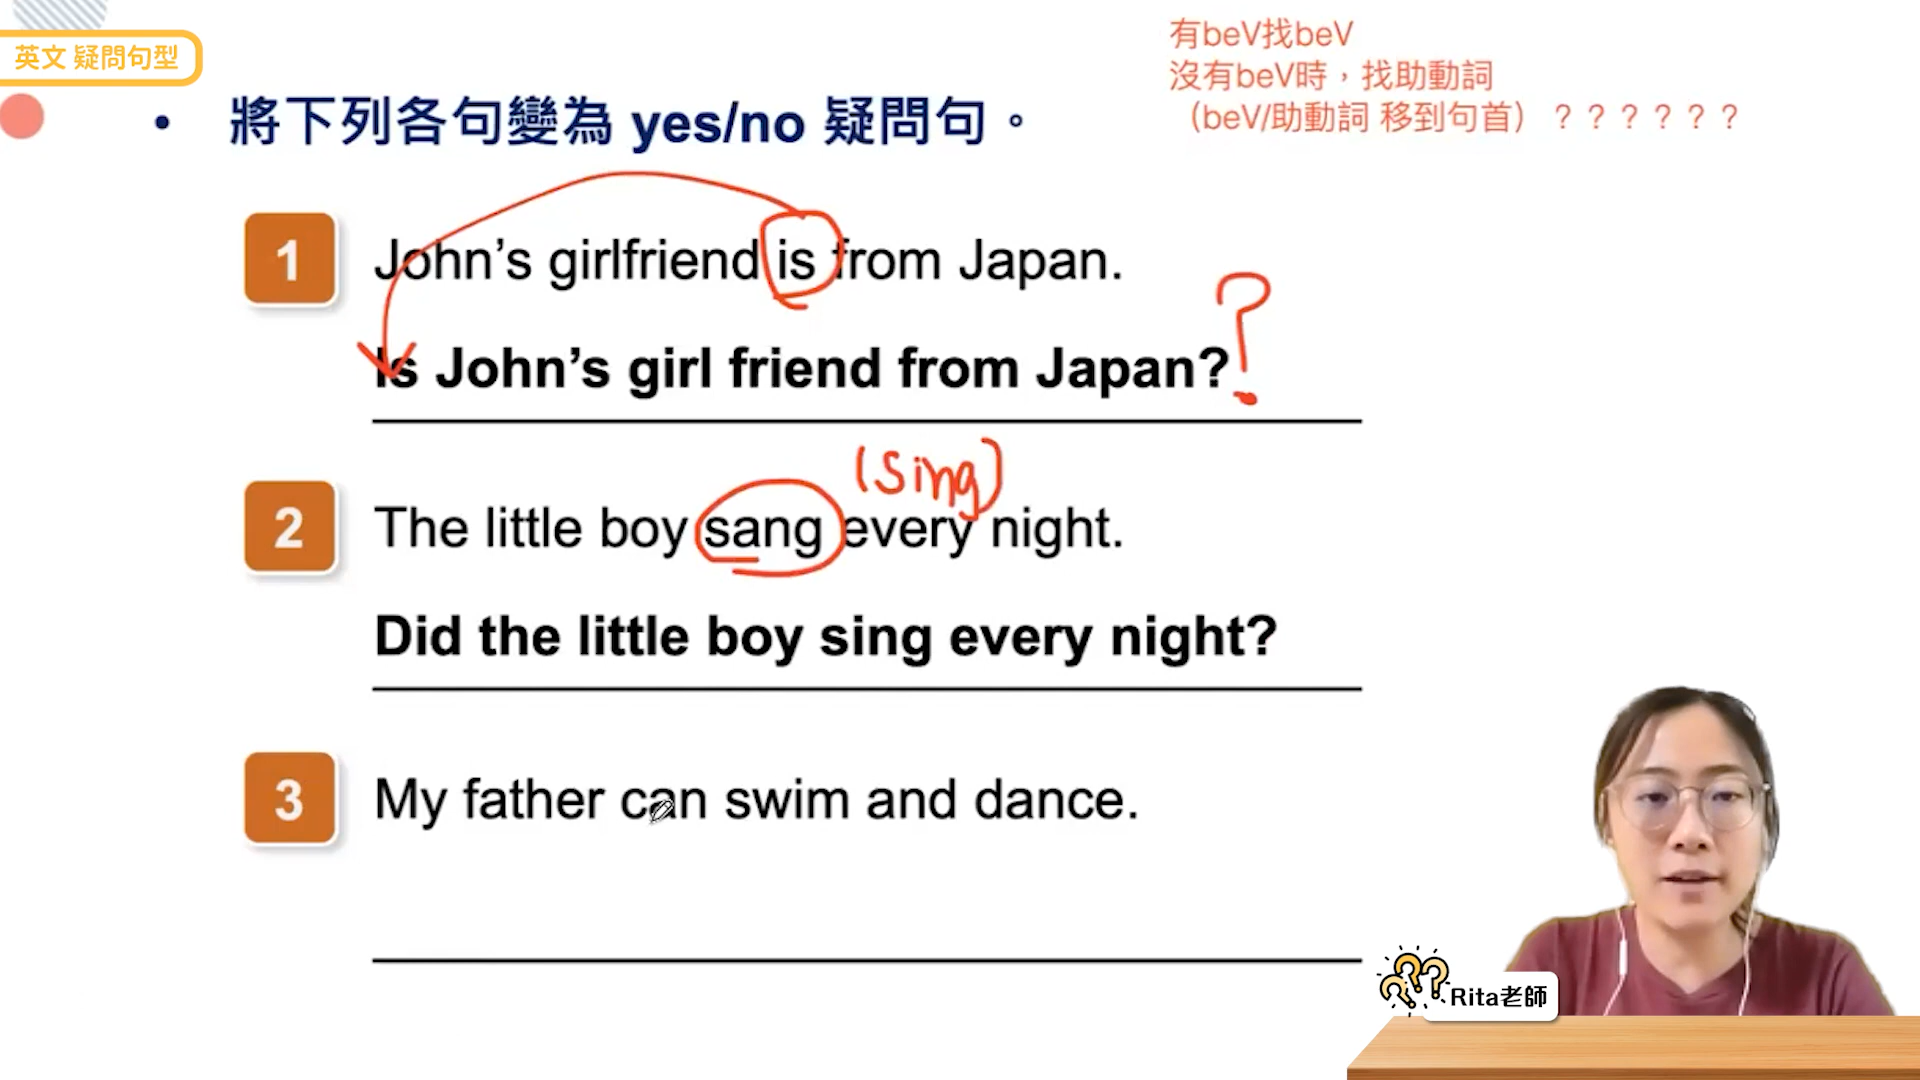 英文 疑問句型
有beV找beV
沒有beV時，找助動詞
（beV/助動詞 移到句首）？？？？？？
• 將下列各句變為 yes/no 疑問句。
1 John’s girlfriend is from Japan.
Is John’s girl friend from Japan? ?
(sing)
2 The little boy sang every night.
Did the little boy sing every night?
3 My father can swim and dance.
Rita老師